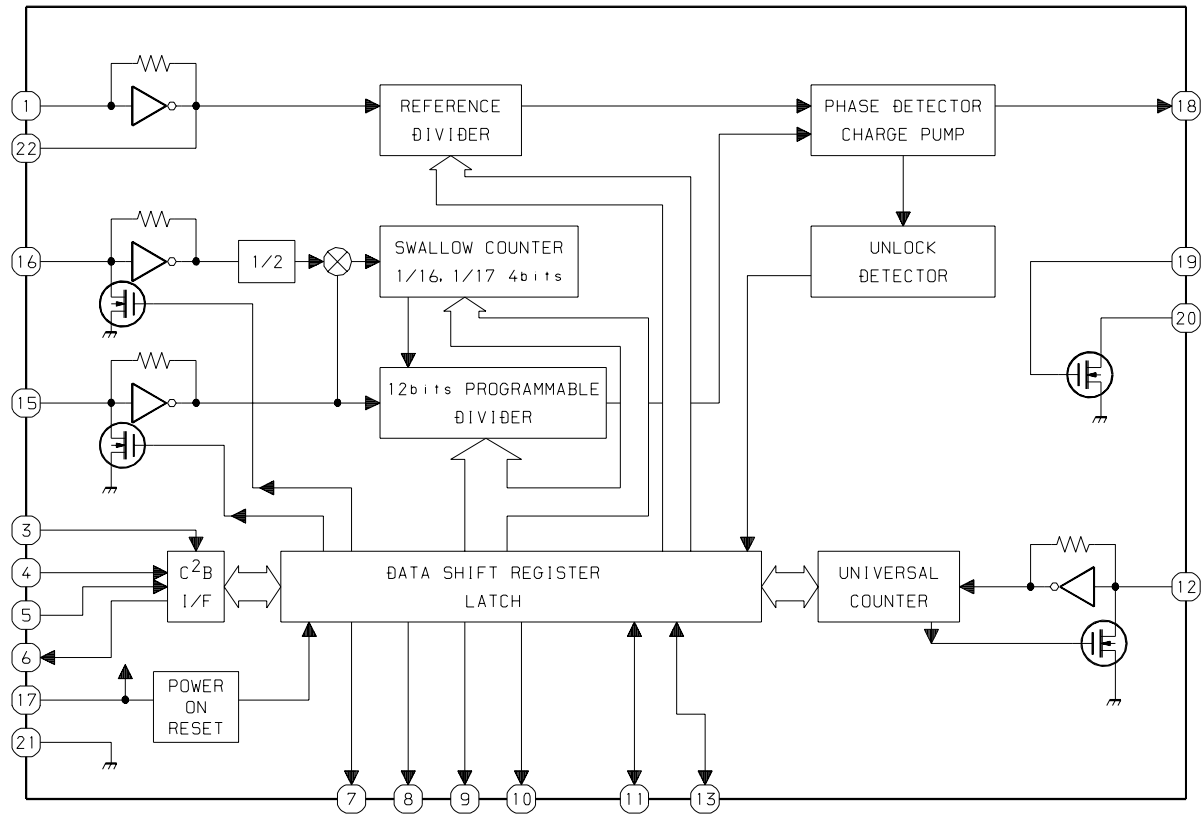 1
REFERENCE
DIVIDER
PHASE DETECTOR
CHARGE PUMP
18
22
16
1/2
SWALLOW COUNTER
1/16, 1/17 4bits
UNLOCK
DETECTOR
19
20
15
12bits PROGRAMMABLE
DIVIDER
3
4
5
6
C²B
I/F
DATA SHIFT REGISTER
LATCH
UNIVERSAL
COUNTER
12
17
POWER
ON
RESET
21
7
8
9
10
11
13